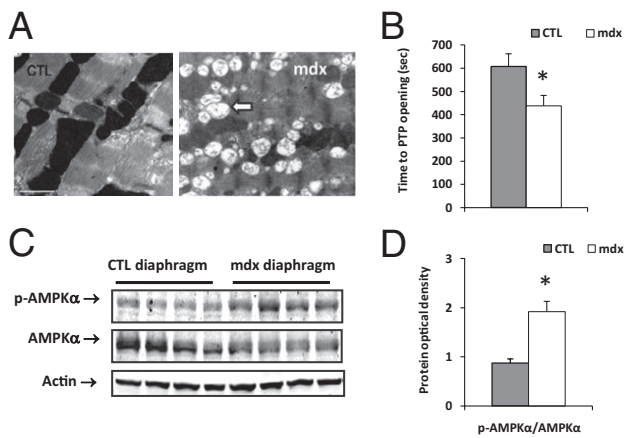 A
CTL
mdx
B
CTL mdx
Time to PTP opening (sec)
700
600
500
400
300
200
100
0
*
C
CTL diaphragm mdx diaphragm
p-AMPKα →
AMPKα →
Actin →
D
CTL mdx
Protein optical density
3
2
1
0
*
p-AMPKα/AMPKα